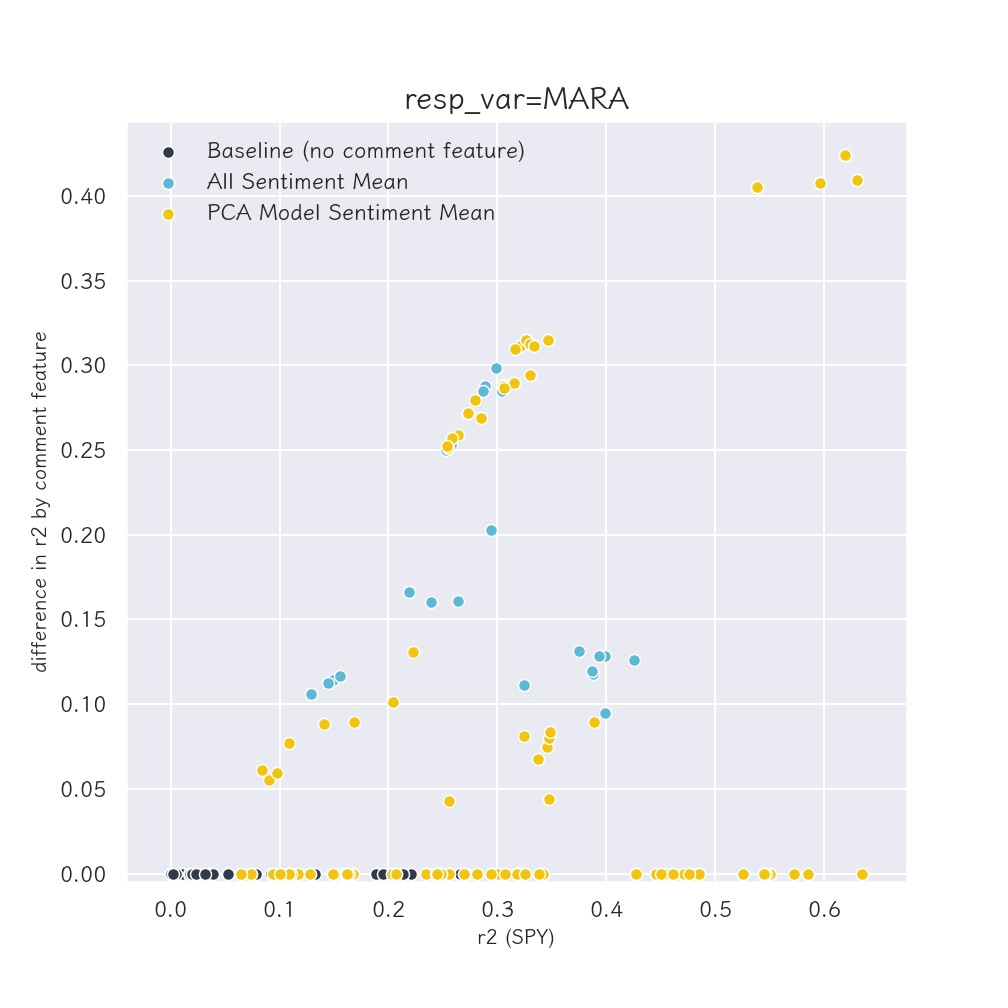 resp_var=MARA
Baseline (no comment feature)
All Sentiment Mean
PCA Model Sentiment Mean
difference in r2 by comment feature
0.40
0.35
0.30
0.25
0.20
0.15
0.10
0.05
0.00
0.0 0.1 0.2 0.3 0.4 0.5 0.6
r2 (SPY)